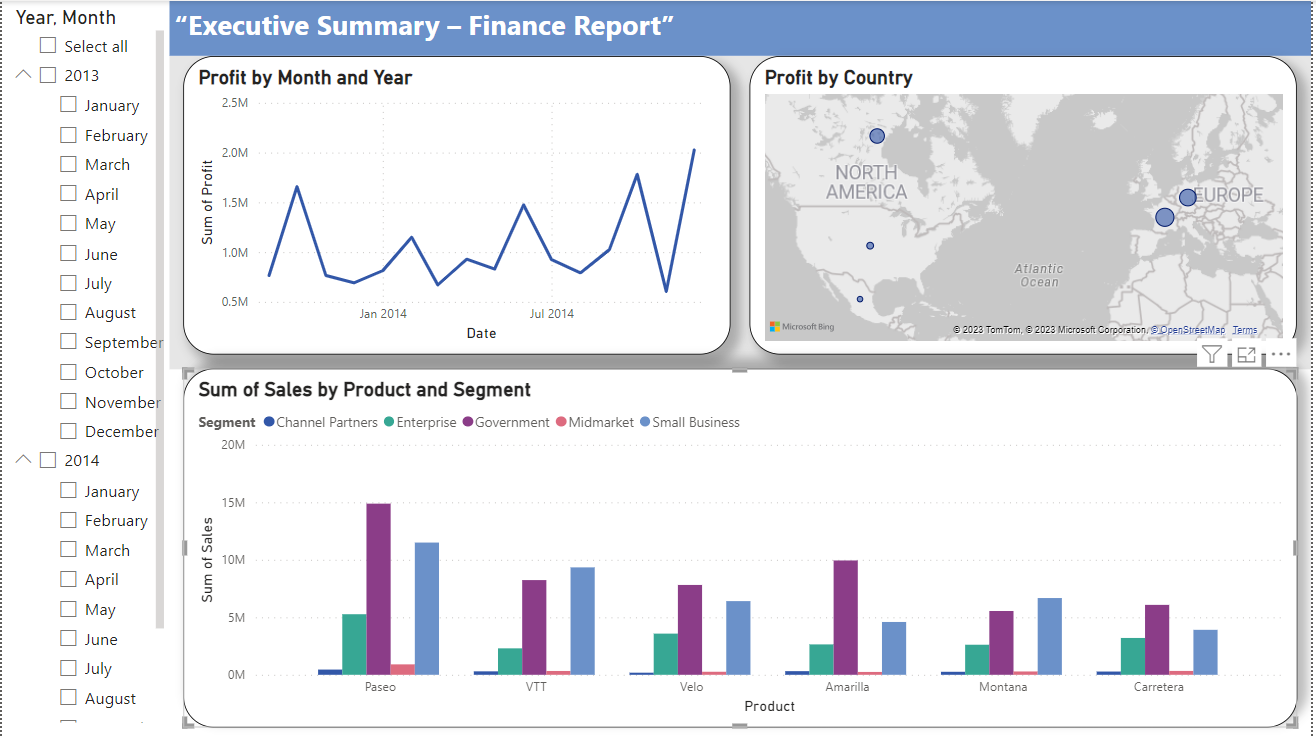 Year, Month
Select all
2013
January
February
March
April
May
June
July
August
September
October
November
December
2014
January
February
March
April
May
June
July
August
“Executive Summary – Finance Report”
Profit by Month and Year
Sum of Profit
2.5M
2.0M
1.5M
1.0M
0.5M
Jan 2014
Jul 2014
Date
Profit by Country
NORTH
AMERICA
EUROPE
Atlantic
Ocean
Microsoft Bing
© 2023 TomTom, © 2023 Microsoft Corporation, © OpenStreetMap Terms
Sum of Sales by Product and Segment
Segment Channel Partners Enterprise Government Midmarket Small Business
Sum of Sales
20M
15M
10M
5M
0M
Paseo VTT Velo Amarilla Montana Carretera
Product